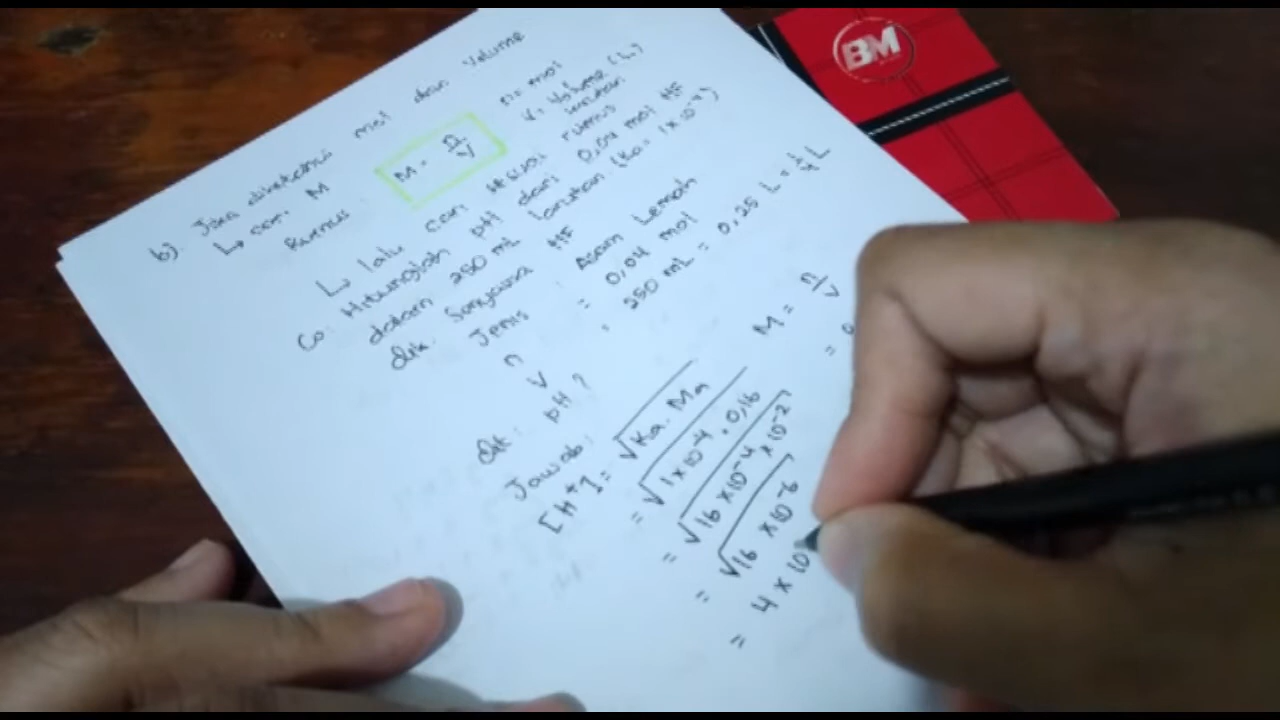 b). Jika diketahui mol dan Volume
↳ cari M
Rumus M = n/V
n = mol
V = Volume (L)
larutan
↳ lalu cari sesuai rumus
Co: Hitunglah pH dari 0,04 mol HF
dalam 250 mL larutan. (Ka = 1 x 10⁻⁴)
dik. Senyawa HF
Jenis : Asam Lemah
n = 0,04 mol
V = 250 mL = 0,25 L = 1/4 L
dit : pH ?
Jawab :
[H⁺] = √Ka . Ma
= √1 x 10⁻⁴ . 0,16
= √16 x 10⁻⁴ x 10⁻²
= √16 x 10⁻⁶
= 4 x 10
M = n/V
= 0
BM